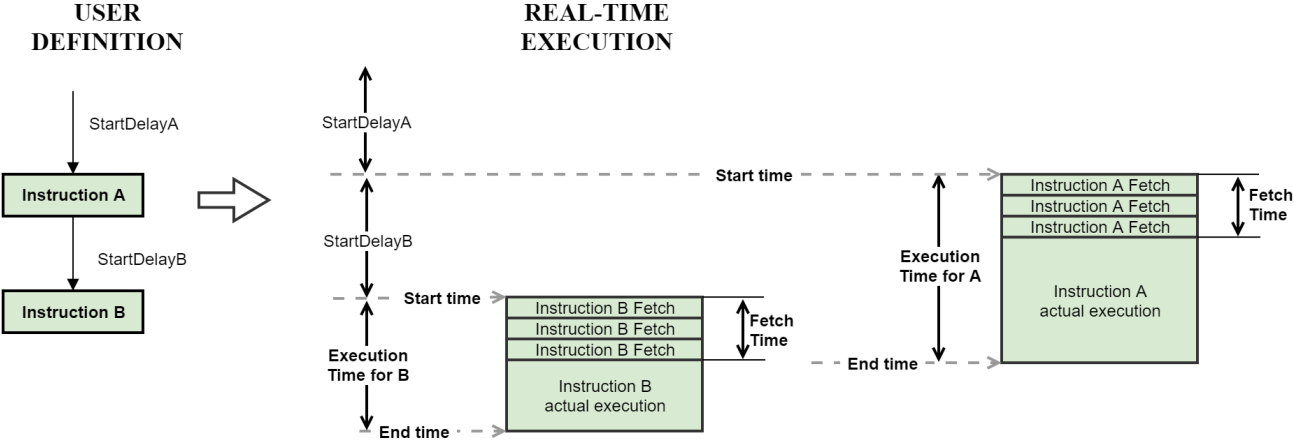 USER
DEFINITION
REAL-TIME
EXECUTION
StartDelayA
Instruction A
StartDelayB
Instruction B
StartDelayA
Start time
StartDelayB
Start time
Execution
Time for B
End time
Instruction B Fetch
Instruction B Fetch
Instruction B Fetch
Instruction B
actual execution
Fetch
Time
Execution
Time for A
End time
Instruction A Fetch
Instruction A Fetch
Instruction A Fetch
Instruction A
actual execution
Fetch
Time